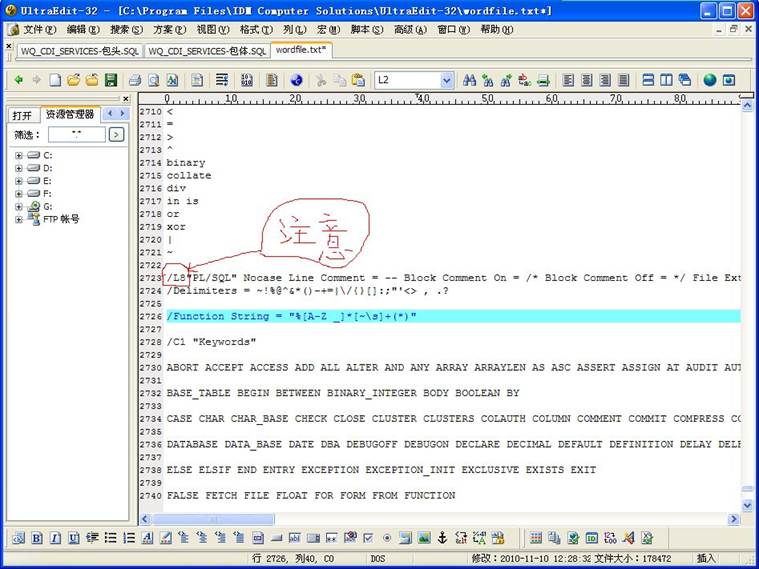 UltraEdit-32 - [C:\Program Files\IDM Computer Solutions\UltraEdit-32\wordfile.txt*]
文件(F) 编辑(E) 搜索(S) 方案(P) 视图(V) 格式(T) 列(L) 宏(M) 脚本(S) 高级(A) 窗口(W) 帮助(H)
WQ_CDI_SERVICES-包头.SQL WQ_CDI_SERVICES-包体.SQL wordfile.txt*
L2
打开 资源管理器
筛选: *.*
C:
D:
E:
F:
G:
FTP 帐号
0 10 20 30 40 50 60 70 80 90
2710 <
2711 =
2712 >
2713 ^
2714 binary
2715 collate
2716 div
2717 in is
2718 or
2719 xor
2720 |
2721 ~
注意
2722
2723 /L8"PL/SQL" Nocase Line Comment = -- Block Comment On = /* Block Comment Off = */ File Ext
2724 /Delimiters = ~!%@^&*()-+=|\/{}[]:;"'<> , .?
2725
2726 /Function String = "%[A-Z _]*[~\s]+(*)"
2727
2728 /C1 "Keywords"
2729
2730 ABORT ACCEPT ACCESS ADD ALL ALTER AND ANY ARRAY ARRAYLEN AS ASC ASSERT ASSIGN AT AUDIT AUT
2731
2732 BASE_TABLE BEGIN BETWEEN BINARY_INTEGER BODY BOOLEAN BY
2733
2734 CASE CHAR CHAR_BASE CHECK CLOSE CLUSTER CLUSTERS COLAUTH COLUMN COMMENT COMMIT COMPRESS CO
2735
2736 DATABASE DATA_BASE DATE DBA DEBUGOFF DEBUGON DECLARE DECIMAL DEFAULT DEFINITION DELAY DELE
2737
2738 ELSE ELSIF END ENTRY EXCEPTION EXCEPTION_INIT EXCLUSIVE EXISTS EXIT
2739
2740 FALSE FETCH FILE FLOAT FOR FORM FROM FUNCTION
行 2726, 列40, C0 DOS 修改: 2010-11-10 12:28:32 文件大小: 178472 插入